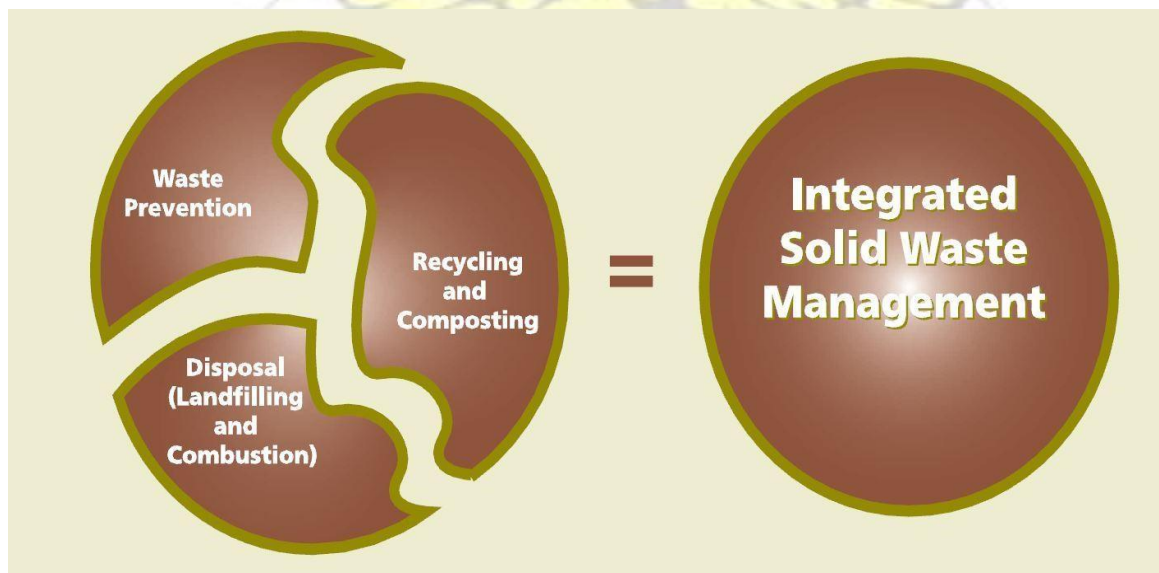 Waste
Prevention
Recycling
and
Composting
Disposal
(Landfilling
and
Combustion)
=
Integrated
Solid Waste
Management